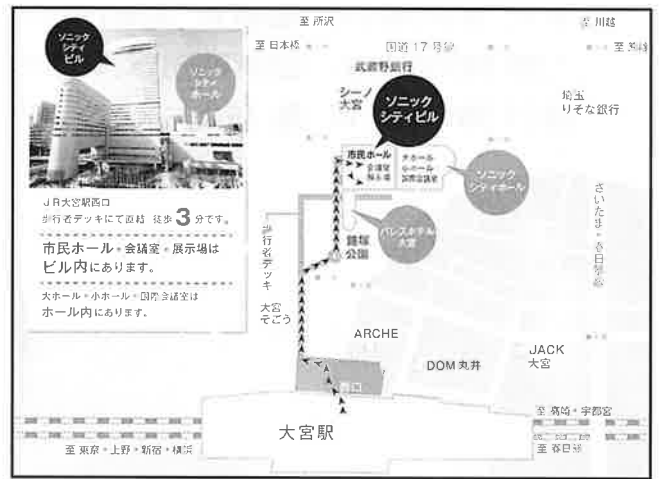 ソニック
シティ
ビル
ソニック
シティ
ホール
JR大宮駅西口
歩行者デッキにて直結 徒歩3分です。
市民ホール・会議室・展示場は
ビル内にあります。
大ホール・小ホール・国際会議室は
ホール内にあります。
至 所沢
至 川越
至 日本橋
国道17号線
武蔵野銀行
シーノ
大宮
ソニック
シティビル
埼玉
りそな銀行
市民ホール
会議室
展示場
大ホール
小ホール
国際会議室
ソニック
シティホール
パレスホテル
大宮
鐘塚
公園
歩行者デッキ
大宮
そごう
ARCHE
DOM 丸井
JACK
大宮
西口
大宮駅
至 高崎・宇都宮
至 春日部
至 東京・上野・新宿・横浜